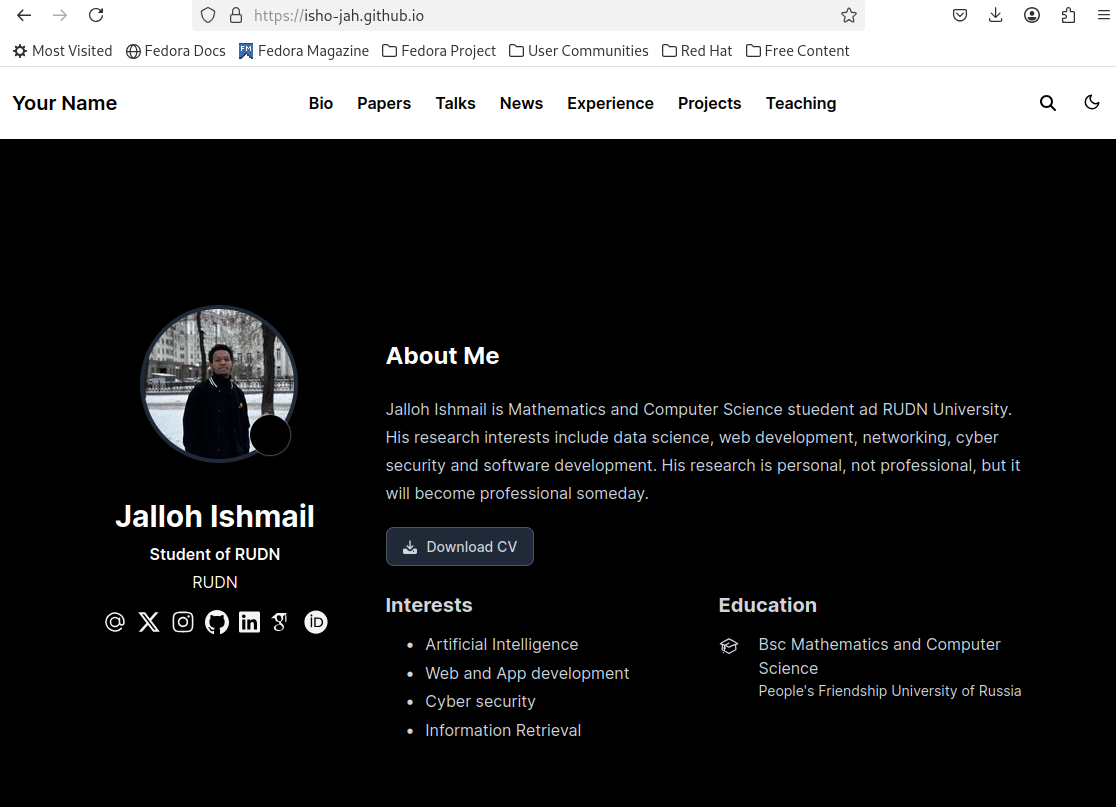 https://isho-jah.github.io
Most Visited Fedora Docs FM Fedora Magazine Fedora Project User Communities Red Hat Free Content
Your Name Bio Papers Talks News Experience Projects Teaching
About Me
Jalloh Ishmail is Mathematics and Computer Science stuedent ad RUDN University.
His research interests include data science, web development, networking, cyber
security and software development. His research is personal, not professional, but it
will become professional someday.
Download CV
Jalloh Ishmail
Student of RUDN
RUDN
Interests
Artificial Intelligence
Web and App development
Cyber security
Information Retrieval
Education
Bsc Mathematics and Computer
Science
People's Friendship University of Russia